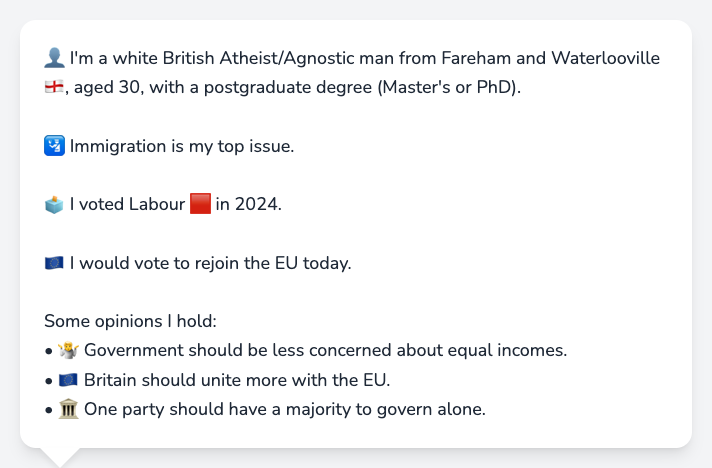 👤 I'm a white British Atheist/Agnostic man from Fareham and Waterlooville
🏴󠁧󠁢󠁥󠁮󠁧󠁿, aged 30, with a postgraduate degree (Master's or PhD).
🛂 Immigration is my top issue.
🗳️ I voted Labour 🟥 in 2024.
🇪🇺 I would vote to rejoin the EU today.
Some opinions I hold:
• 🤷 Government should be less concerned about equal incomes.
• 🇪🇺 Britain should unite more with the EU.
• 🏛️ One party should have a majority to govern alone.